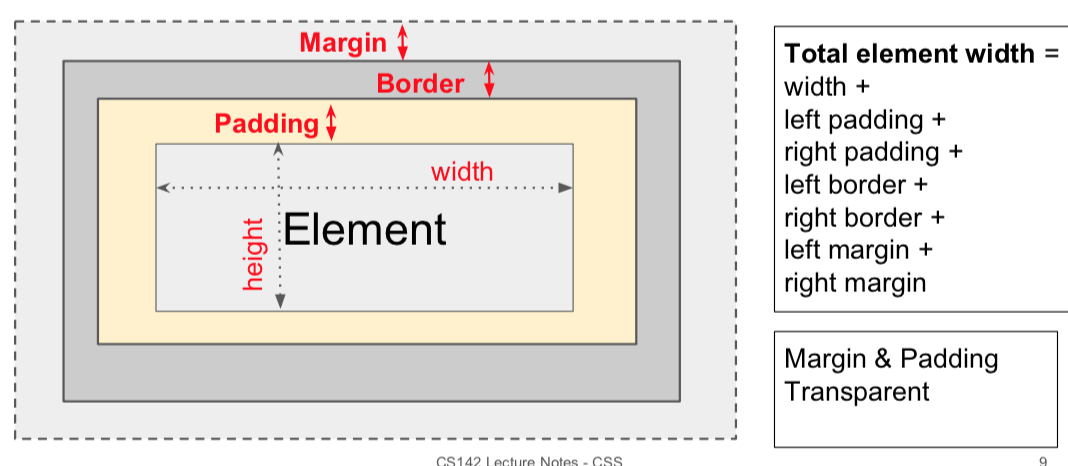 Margin
Border
Padding
width
height
Element
Total element width =
width +
left padding +
right padding +
left border +
right border +
left margin +
right margin
Margin & Padding
Transparent
CS142 Lecture Notes - CSS
9